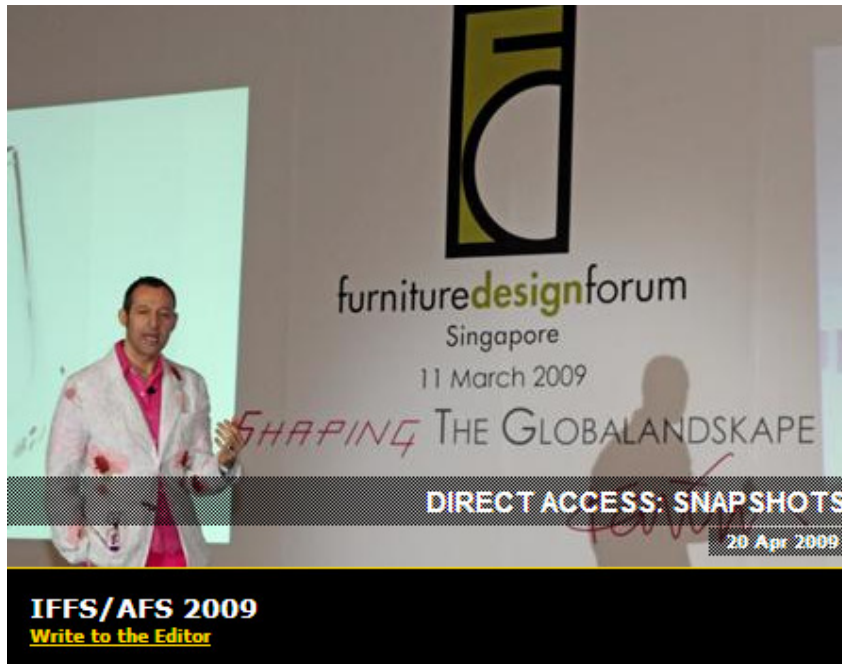 furnituredesignforum
Singapore
11 March 2009
SHAPING THE GLOBALANDSKAPE
DIRECT ACCESS: SNAPSHOTS
20 Apr 2009
IFFS/AFS 2009
Write to the Editor